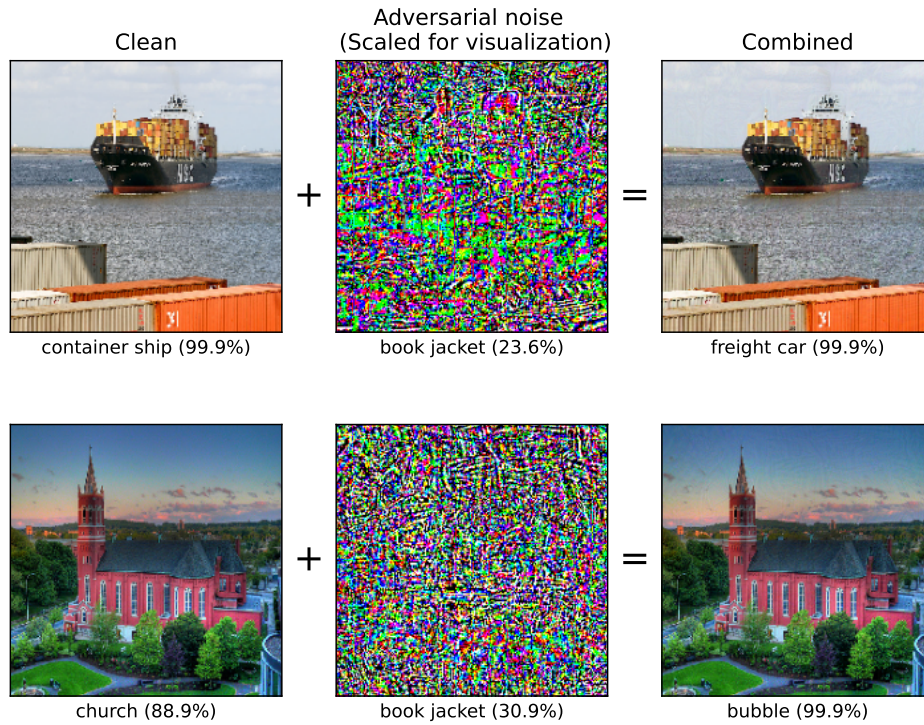 Clean
Adversarial noise
(Scaled for visualization)
Combined
+
=
container ship (99.9%)
book jacket (23.6%)
freight car (99.9%)
+
=
church (88.9%)
book jacket (30.9%)
bubble (99.9%)